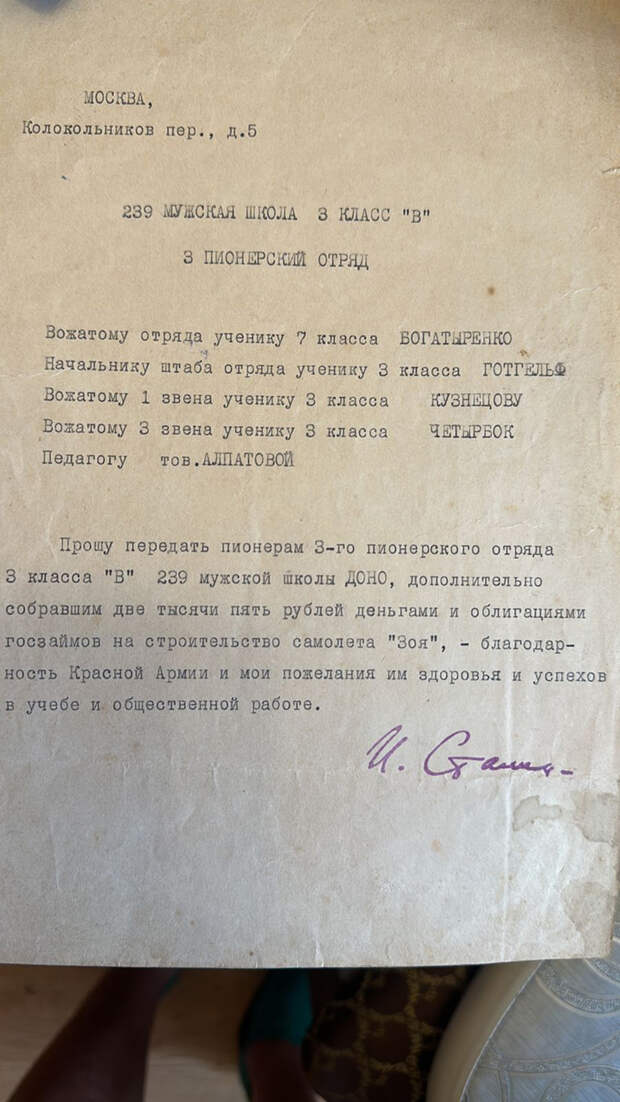 МОСКВА,
Колокольников пер., д.5
239 МУЖСКАЯ ШКОЛА 3 КЛАСС "В"
3 ПИОНЕРСКИЙ ОТРЯД
Вожатому отряда ученику 7 класса БОГАТЫРЕНКО
Начальнику штаба отряда ученику 3 класса ГОТГЕЛЬФ
Вожатому 1 звена ученику 3 класса КУЗНЕЦОВУ
Вожатому 3 звена ученику 3 класса ЧЕТЫРБОК
Педагогу тов.АЛПАТОВОЙ
Прошу передать пионерам 3-го пионерского отряда
3 класса "В" 239 мужской школы ДОНО, дополнительно
собравшим две тысячи пять рублей деньгами и облигациями
госзаймов на строительство самолета "Зоя", - благодар-
ность Красной Армии и мои пожелания им здоровья и успехов
в учебе и общественной работе.
И. Сталин